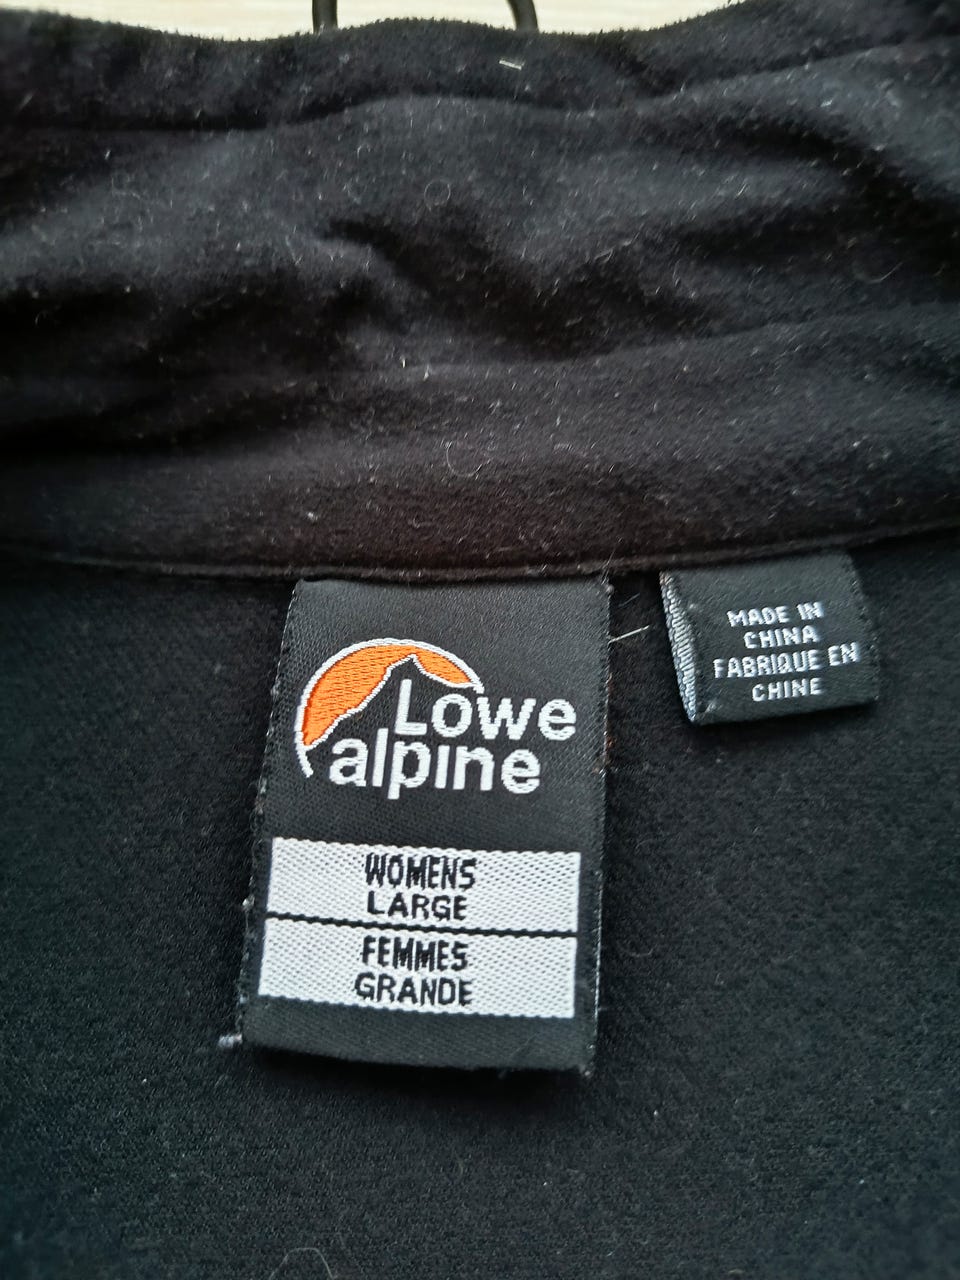 Lowe
alpine
WOMENS
LARGE
FEMMES
GRANDE
MADE IN
CHINA
FABRIQUE EN
CHINE